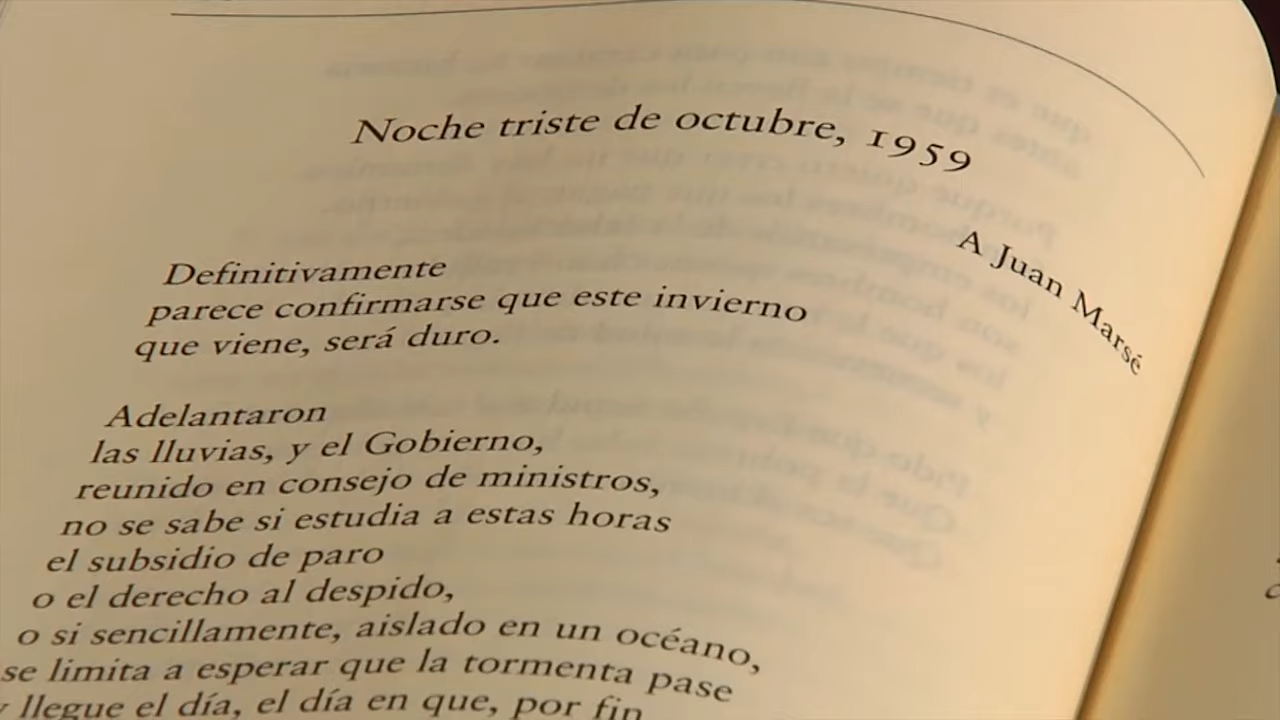 Noche triste de octubre, 1959
A Juan Marsé
Definitivamente
parece confirmarse que este invierno
que viene, será duro.
Adelantaron
las lluvias, y el Gobierno,
reunido en consejo de ministros,
no se sabe si estudia a estas horas
el subsidio de paro
o el derecho al despido,
o si sencillamente, aislado en un océano,
se limita a esperar que la tormenta pase
y llegue el día, el día en que, por fin